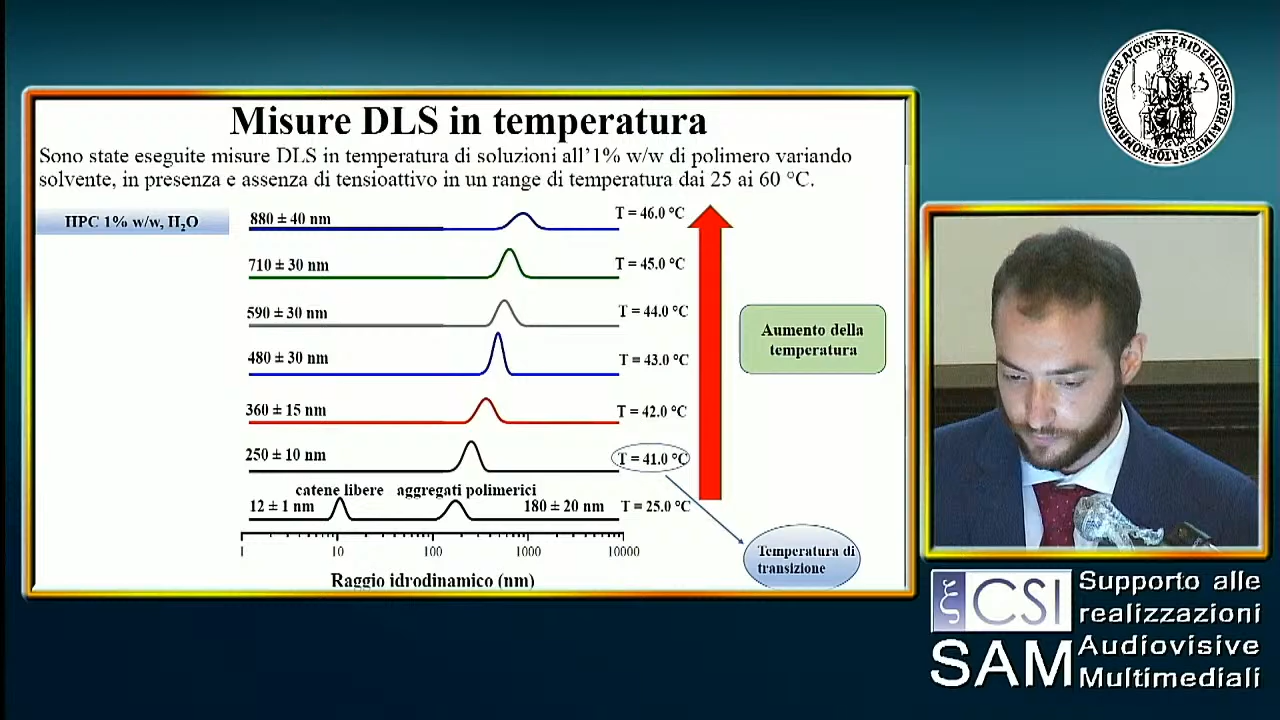 Misure DLS in temperatura
Sono state eseguite misure DLS in temperatura di soluzioni all'1% w/w di polimero variando
solvente, in presenza e assenza di tensioattivo in un range di temperatura dai 25 ai 60 °C.
HPC 1% w/w, H₂O
880 ± 40 nm
T = 46.0 °C
710 ± 30 nm
T = 45.0 °C
590 ± 30 nm
T = 44.0 °C
480 ± 30 nm
T = 43.0 °C
360 ± 15 nm
T = 42.0 °C
250 ± 10 nm
T = 41.0 °C
catene libere
aggregati polimerici
12 ± 1 nm
180 ± 20 nm
T = 25.0 °C
1
10
100
1000
10000
Raggio idrodinamico (nm)
Aumento della
temperatura
Temperatura di
transizione
ξ CSI
SAM
Supporto alle
realizzazioni
Audiovisive
Multimediali